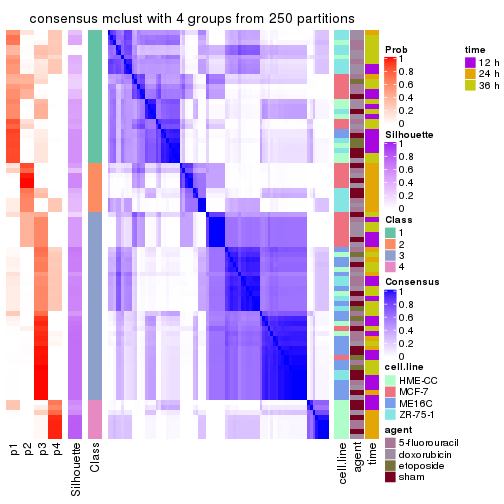 consensus mclust with 4 groups from 250 partitions
Prob
1
0.8
0.6
0.4
0.2
0
Silhouette
1
0.8
0.6
0.4
0.2
0
Class
1
2
3
4
Consensus
1
0.8
0.6
0.4
0.2
0
cell.line
HME-CC
MCF-7
ME16C
ZR-75-1
agent
5-fluorouracil
doxorubicin
etoposide
sham
time
12 h
24 h
36 h
p1
p2
p3
p4
Silhouette
Class
cell.line
agent
time